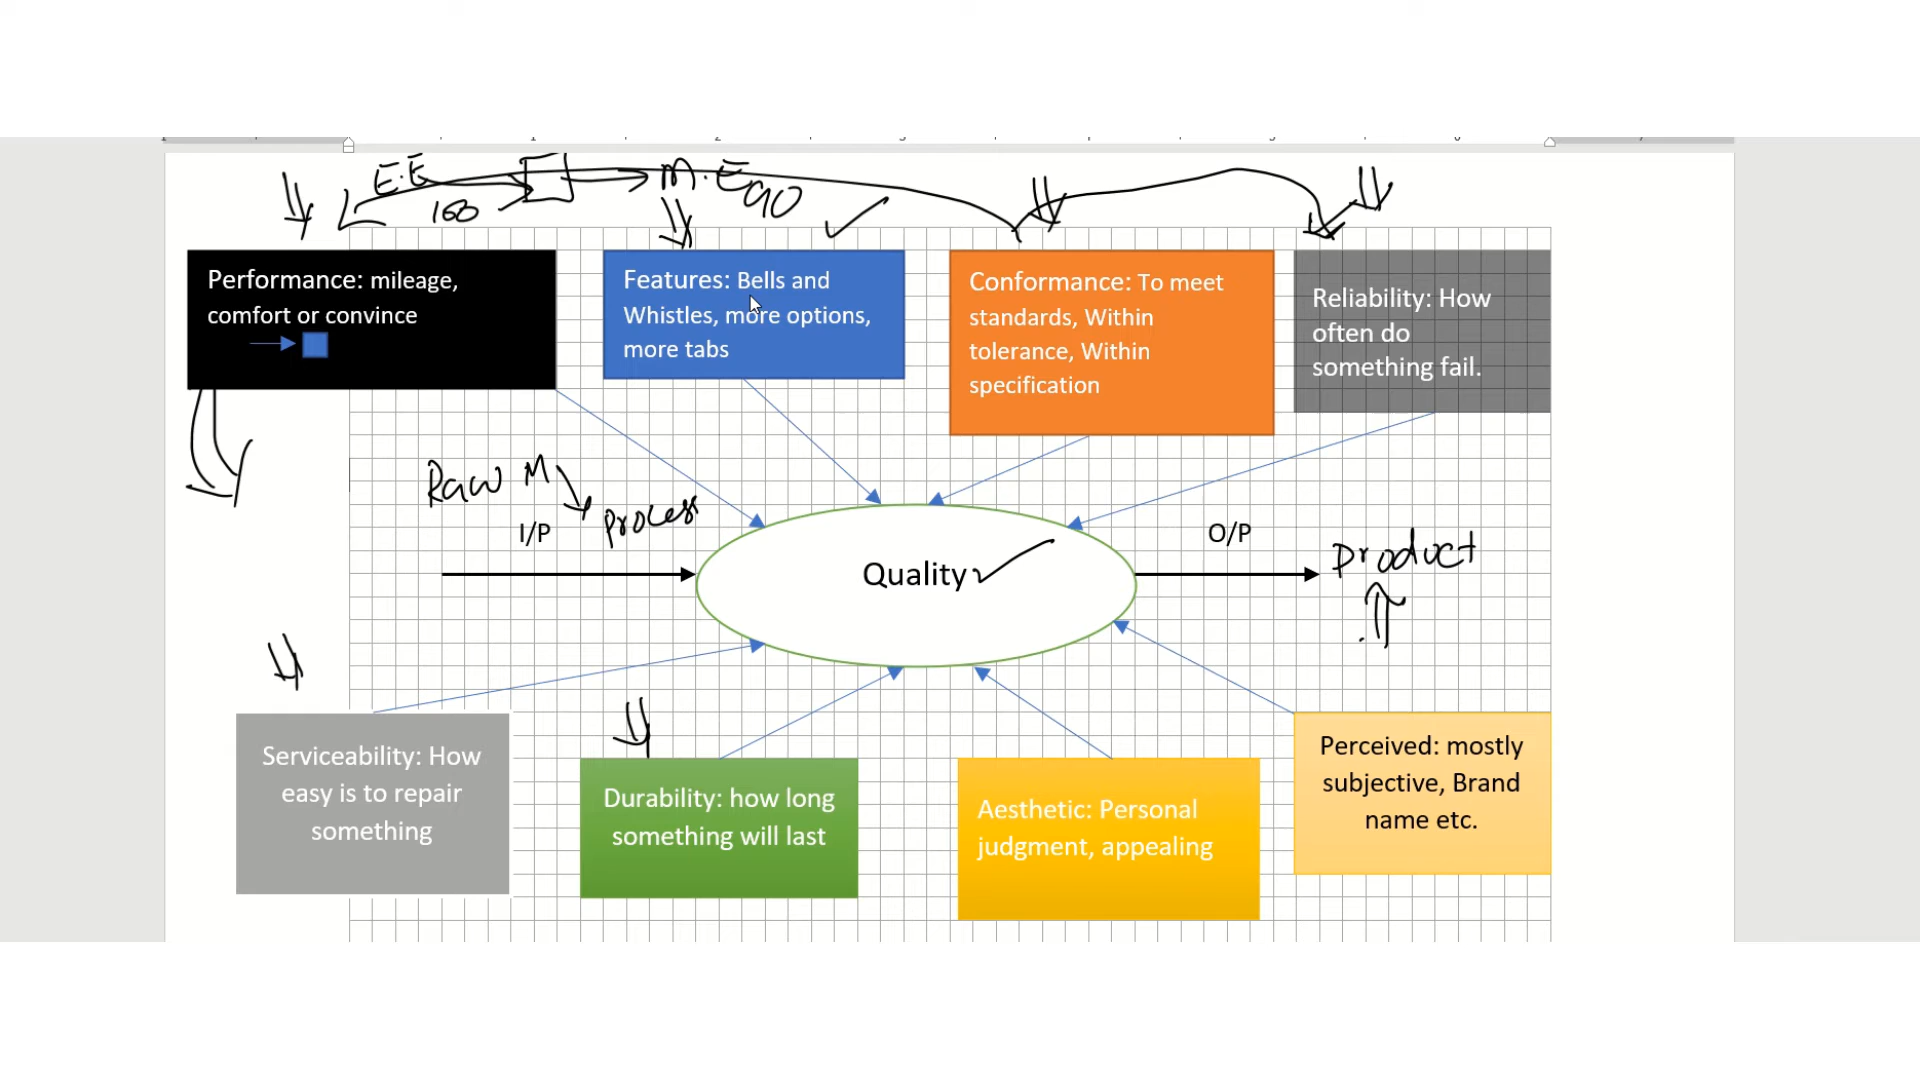 E.E
M.E
100
90
Performance: mileage,
comfort or convince
Features: Bells and
Whistles, more options,
more tabs
Conformance: To meet
standards, Within
tolerance, Within
specification
Reliability: How
often do
something fail.
Raw M
Process
I/P
Quality
O/P
Product
Serviceability: How
easy is to repair
something
Durability: how long
something will last
Aesthetic: Personal
judgment, appealing
Perceived: mostly
subjective, Brand
name etc.